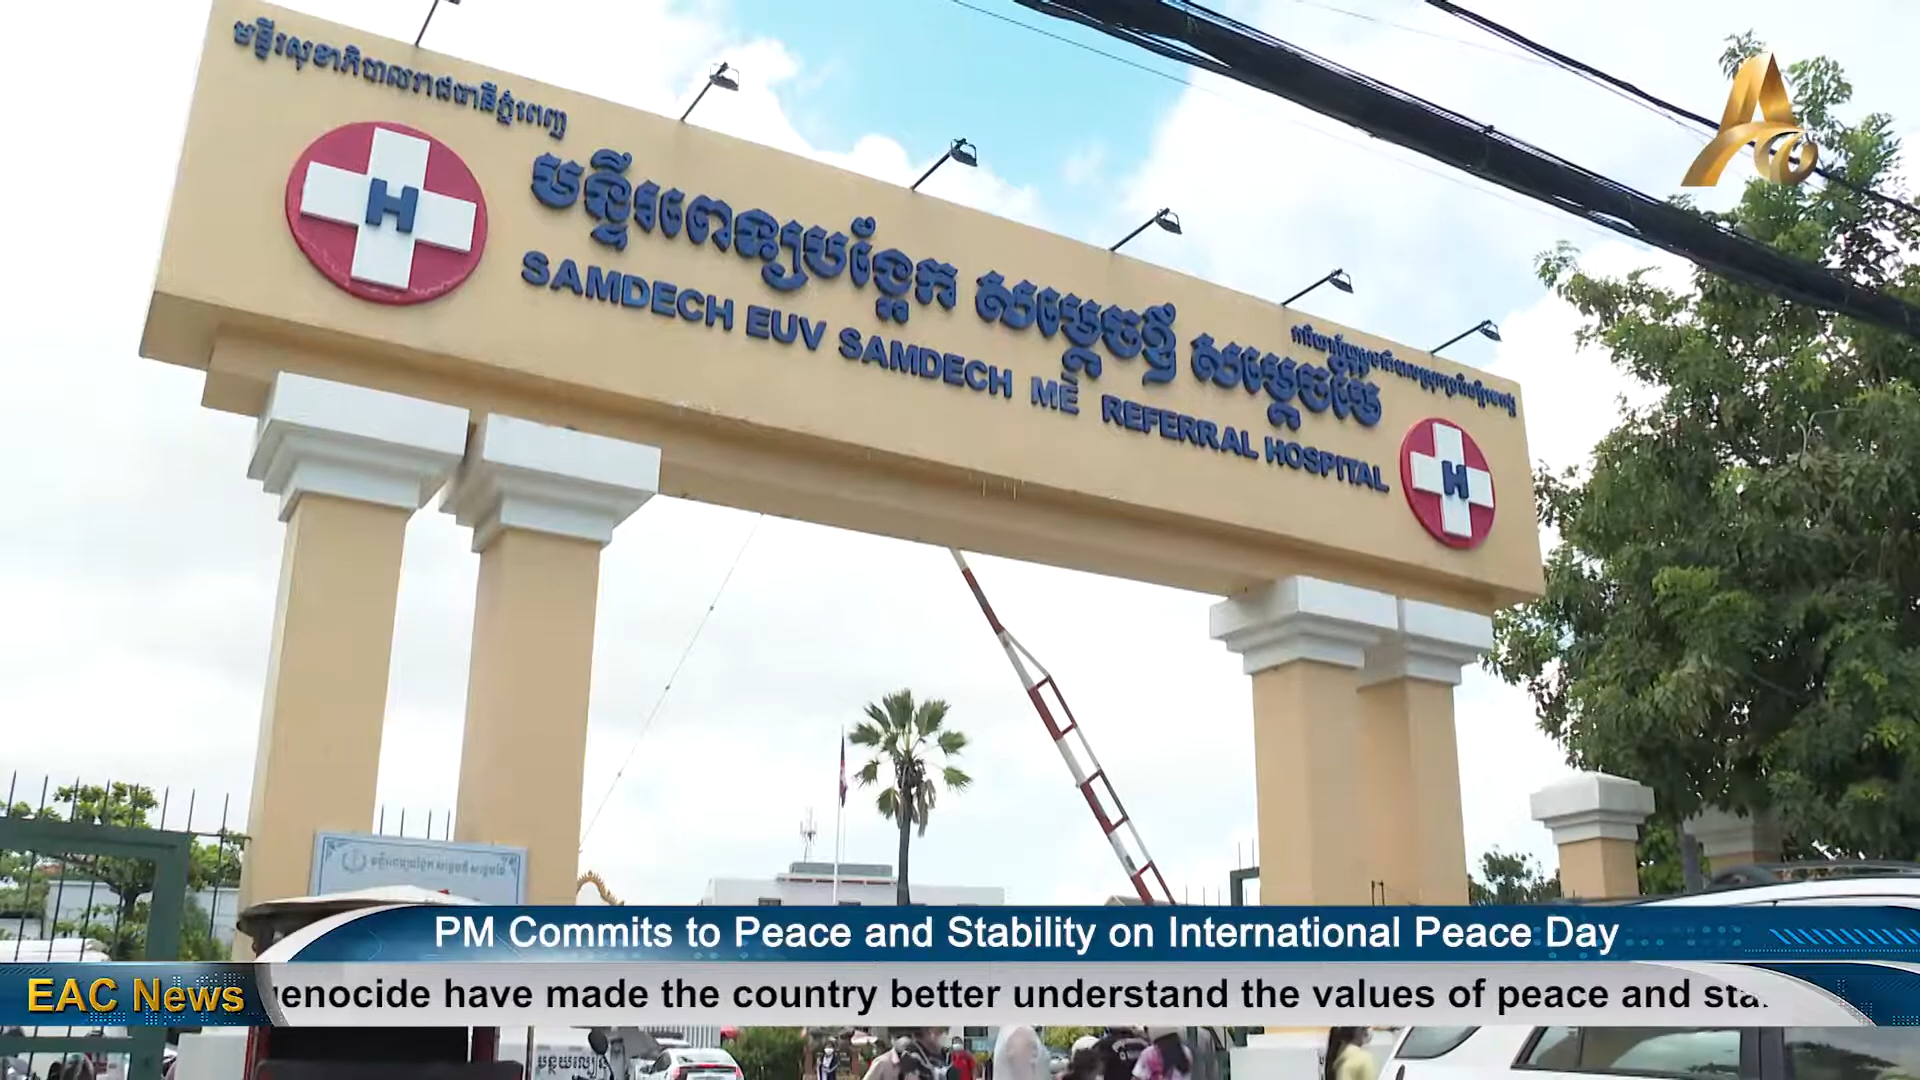 មន្ទីរសុខាភិបាលរាជធានីភ្នំពេញ
H
មន្ទីរពេទ្យបង្អែក សម្តេចឪ សម្តេចម៉ែ
SAMDECH EUV SAMDECH MÈ REFERRAL HOSPITAL
H
PM Commits to Peace and Stability on International Peace Day
EAC News
genocide have made the country better understand the values of peace and sta